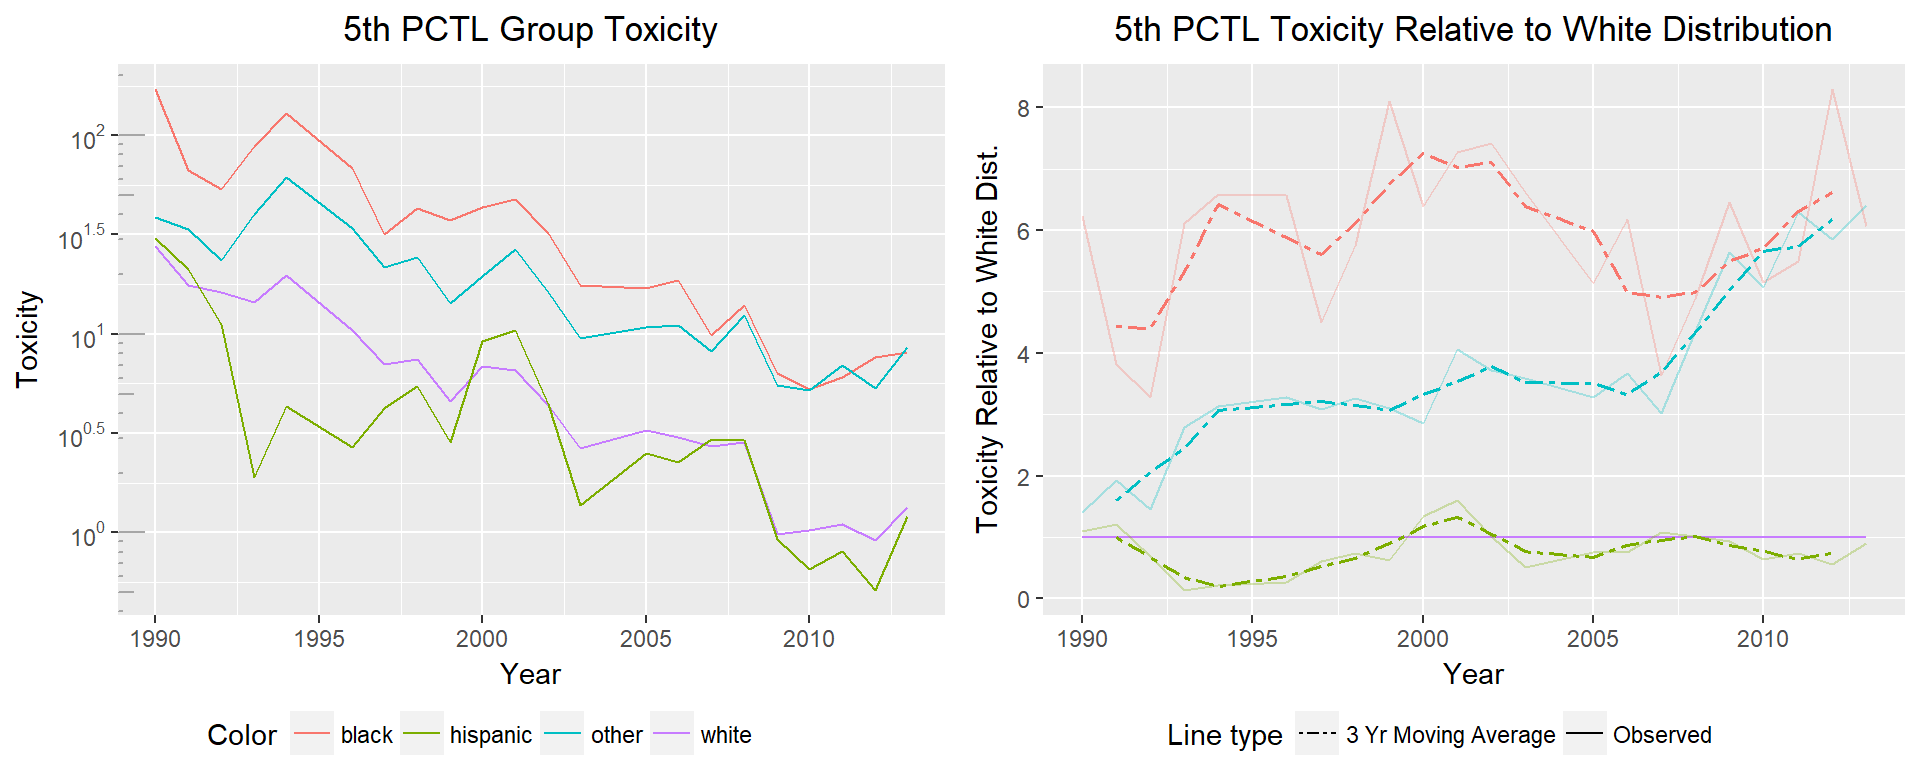 5th PCTL Group Toxicity
Toxicity
10^2
10^1.5
10^1
10^0.5
10^0
1990 1995 2000 2005 2010
Year
Color black hispanic other white
5th PCTL Toxicity Relative to White Distribution
Toxicity Relative to White Dist.
8
6
4
2
0
1990 1995 2000 2005 2010
Year
Line type 3 Yr Moving Average Observed